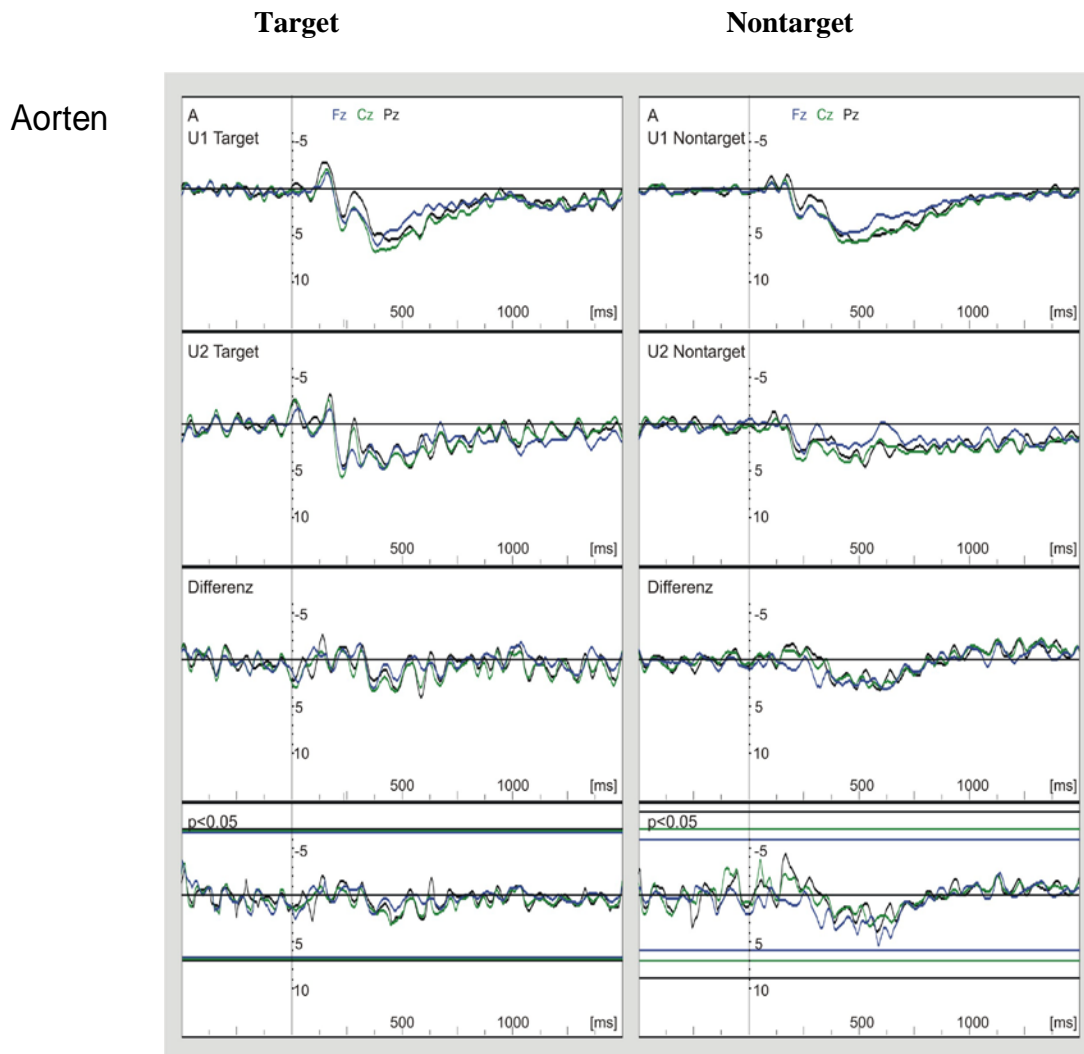 Target Nontarget
Aorten
A Fz Cz Pz
U1 Target
-5
5
10
500 1000 [ms]
U2 Target
-5
5
10
500 1000 [ms]
Differenz
-5
5
10
500 1000 [ms]
p<0.05
-5
5
10
500 1000 [ms]
A Fz Cz Pz
U1 Nontarget
-5
5
10
500 1000 [ms]
U2 Nontarget
-5
5
10
500 1000 [ms]
Differenz
-5
5
10
500 1000 [ms]
p<0.05
-5
5
10
500 1000 [ms]